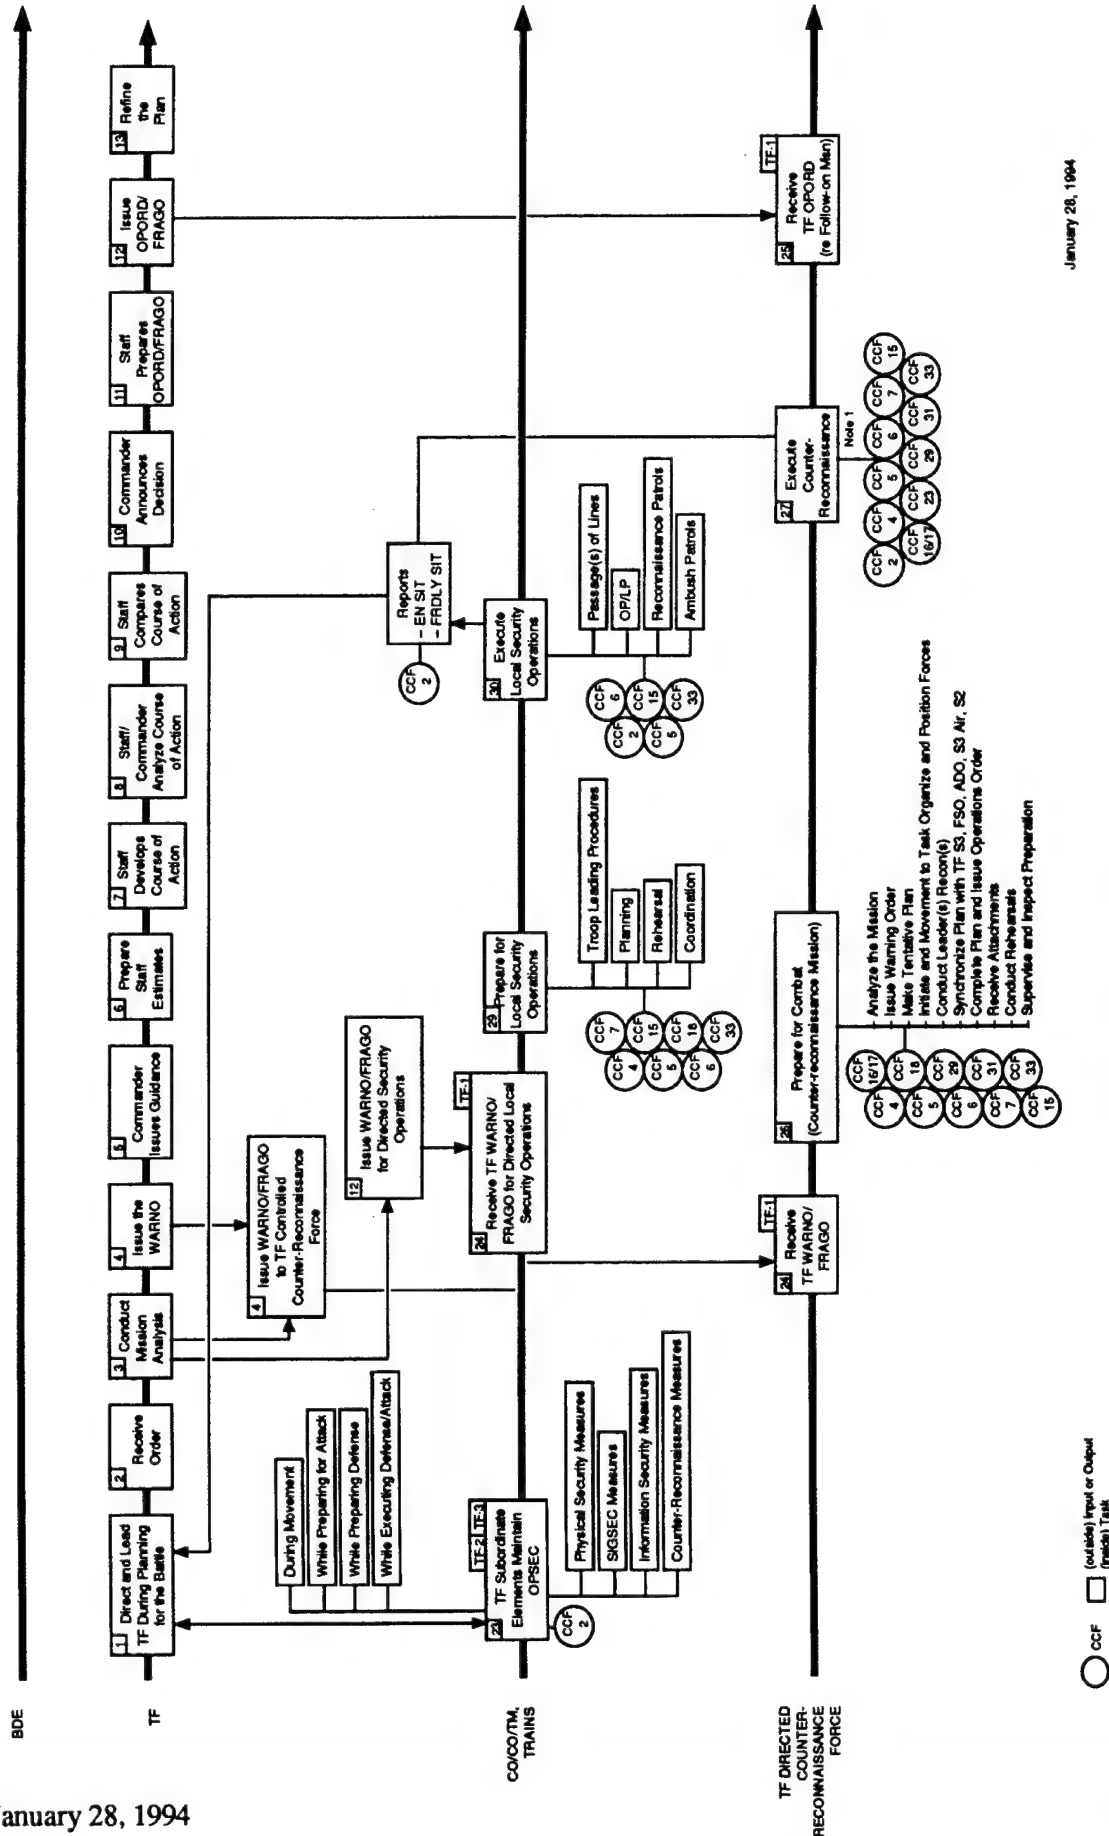 BDE
TF
1
Direct and Lead
TF During Planning
for the Battle
2
Receive
Order
3
Conduct
Mission
Analysis
4
Issue the
WARNO
5
Commander
Issues Guidance
6
Prepare
Staff
Estimates
7
Staff
Develops
Course of
Action
8
Staff/
Commander
Analyze Course
of Action
9
Staff
Compares
Course of
Action
10
Commander
Announces
Decision
11
Staff
Prepares
OPORD/FRAGO
12
Issue
OPORD/
FRAGO
13
Refine
the
Plan
4
Issue WARNO/FRAGO
to TF Controlled
Counter-Reconnaissance
Force
12
Issue WARNO/FRAGO
for Directed Security
Operations
Reports
– EN SIT
– FRDLY SIT
CCF
2
During Movement
While Preparing for Attack
While Preparing Defense
While Executing Defense/Attack
CO/CO/TM,
TRAINS
TF-2
TF-3
23
TF Subordinate
Elements Maintain
OPSEC
CCF
2
Physical Security Measures
SIGSEC Measures
Information Security Measures
Counter-Reconnaissance Measures
TF-1
24
Receive TF WARNO/
FRAGO for Directed Local
Security Operations
29
Prepare for
Local Security
Operations
Troop Leading Procedures
Planning
Rehearsal
Coordination
CCF
7
CCF
15
CCF
18
CCF
33
CCF
4
CCF
5
CCF
6
30
Execute
Local Security
Operations
Passage(s) of Lines
OP/LP
Reconnaissance Patrols
Ambush Patrols
CCF
6
CCF
15
CCF
33
CCF
2
CCF
5
TF DIRECTED
COUNTER-
RECONNAISSANCE
FORCE
TF-1
24
Receive
TF WARNO/
FRAGO
26
Prepare for Combat
(Counter-reconnaissance Mission)
Analyze the Mission
Issue Warning Order
Make Tentative Plan
Initiate and Movement to Task Organize and Position Forces
Conduct Leader(s) Recon(s)
Synchronize Plan with TF S3, FSO, ADO, S3 Air, S2
Complete Plan and Issue Operations Order
Receive Attachments
Conduct Rehearsals
Supervise and Inspect Preparation
CCF
16/17
CCF
18
CCF
29
CCF
31
CCF
33
CCF
4
CCF
5
CCF
6
CCF
7
CCF
15
27
Execute
Counter-
Reconnaissance
Note 1
CCF
2
CCF
4
CCF
5
CCF
6
CCF
7
CCF
15
CCF
16/17
CCF
23
CCF
29
CCF
31
CCF
33
TF-1
25
Receive
TF OPORD
(re Follow-on Msn)
CCF
(outside) Input or Output
(inside) Task
January 28, 1994
January 28, 1994